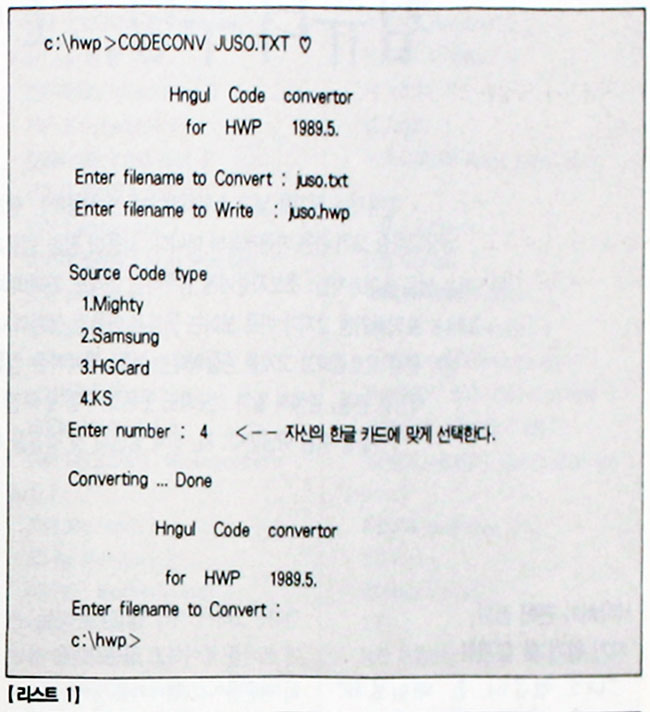 c:\hwp>CODECONV JUSO.TXT ♡
Hngul Code convertor
for HWP 1989.5.
Enter filename to Convert : juso.txt
Enter filename to Write : juso.hwp
Source Code type
1.Mighty
2.Samsung
3.HGCard
4.KS
Enter number : 4 <--- 자신의 한글 카드에 맞게 선택한다.
Converting ... Done
Hngul Code convertor
for HWP 1989.5.
Enter filename to Convert :
c:\hwp>
[리스트 1]